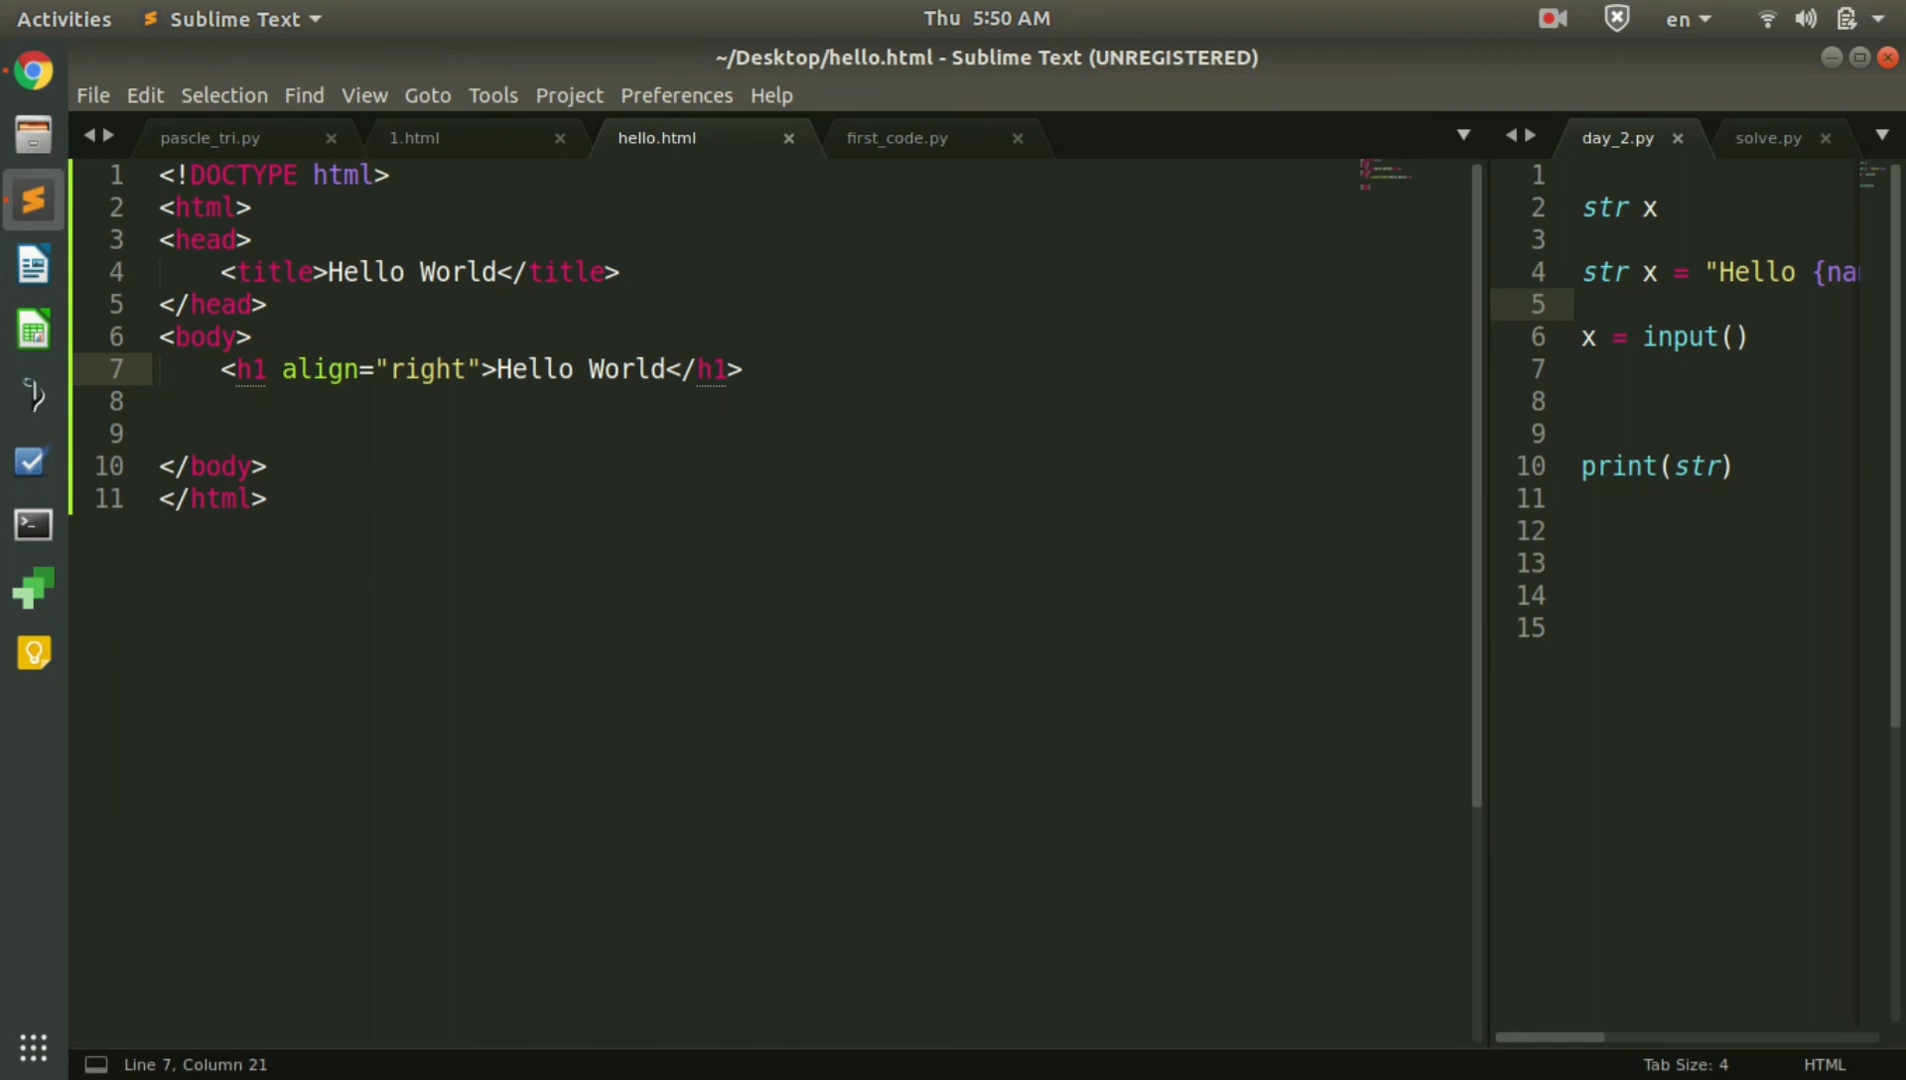 Activities Sublime Text Thu 5:50 AM en
~/Desktop/hello.html - Sublime Text (UNREGISTERED)
File Edit Selection Find View Goto Tools Project Preferences Help
pascle_tri.py 1.html hello.html first_code.py day_2.py solve.py
1 <!DOCTYPE html>
2 <html>
3 <head>
4 <title>Hello World</title>
5 </head>
6 <body>
7 <h1 align="right">Hello World</h1>
8
9
10 </body>
11 </html>
1
2 str x
3
4 str x = "Hello {na
5
6 x = input()
7
8
9
10 print(str)
11
12
13
14
15
Line 7, Column 21 Tab Size: 4 HTML